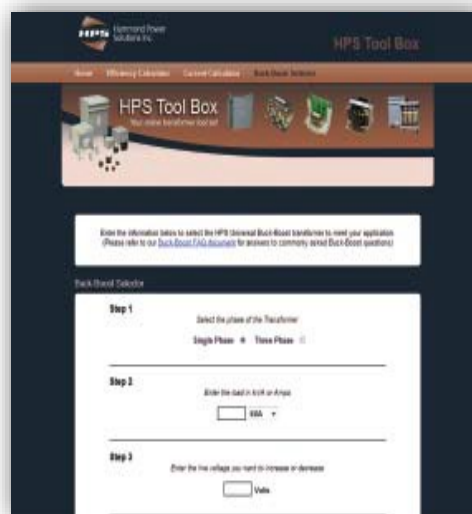 HPS
Hammond Power
Solutions Inc.
HPS Tool Box
Home Efficiency Calculator Current Calculator Buck-Boost Selector
HPS Tool Box
Your online transformer tool set
Enter the information below to select the HPS Universal Buck-Boost transformer to meet your application
(Please refer to our Buck-Boost FAQ document for answers to commonly asked Buck-Boost questions)
Buck-Boost Selector
Step 1
Select the phase of the Transformer
Single Phase Three Phase
Step 2
Enter the load in kVA or Amps
kVA
Step 3
Enter the line voltage you want to increase or decrease
Volts